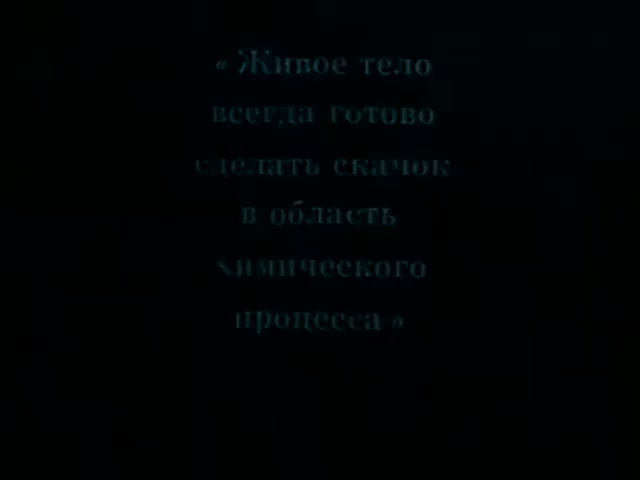 « Живое тело
всегда готово
сделать скачок
в область
химического
процесса »